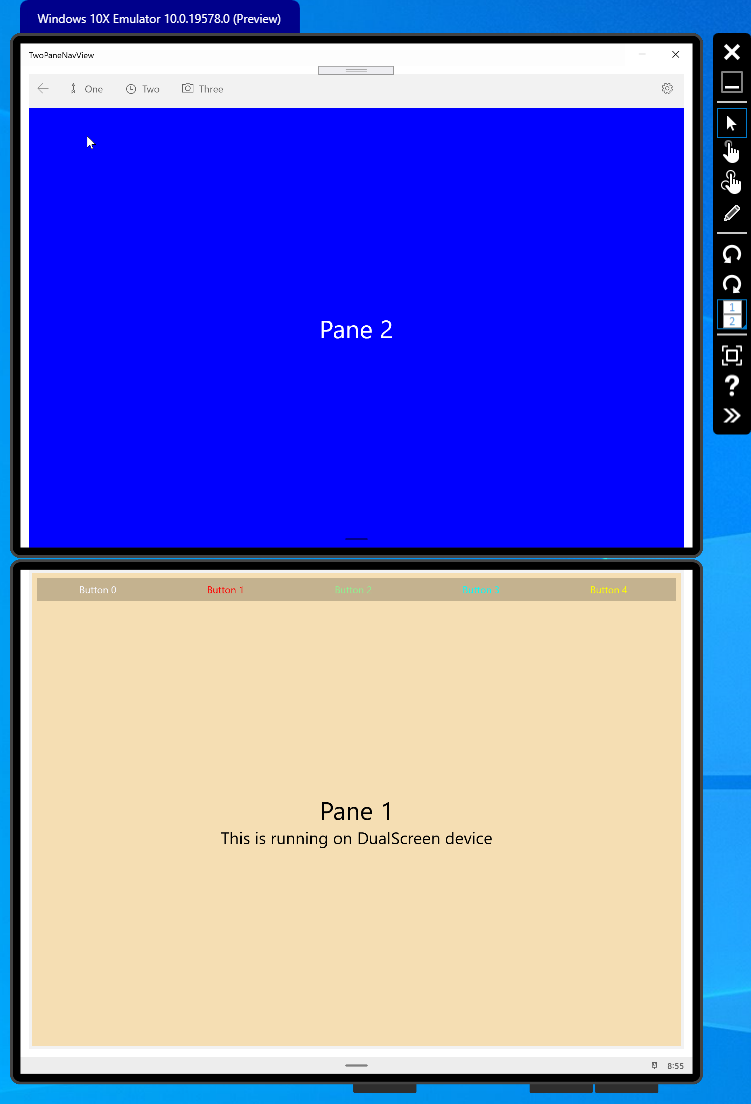 Windows 10X Emulator 10.0.19578.0 (Preview)
TwoPaneNavView
One Two Three
Pane 2
1
2
?
Button 0 Button 1 Button 2 Button 3 Button 4
Pane 1
This is running on DualScreen device
8:55